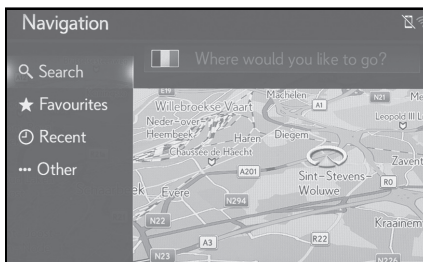 Navigation
Where would you like to go?
Search
Favourites
Recent
Other
Machelen
A1
N21
Willebroekse Vaart
Leopold III L
Neder-over-
Heembeek
Haren
Diegem
Chaussée de Haecht
A201
Zavent
Sint-Stevens-
Woluwe
R0
ek
Evere
N294
N22
Kraainem
A3
R22
N23
N226